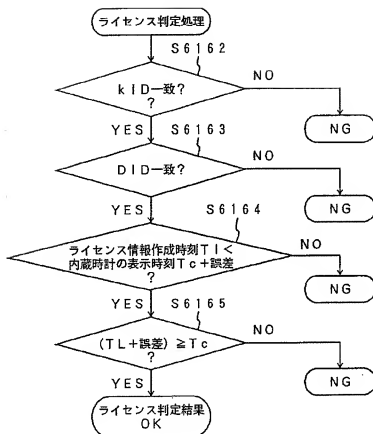 ライセンス判定処理
S6162
kID一致?
?
NO
NG
YES
S6163
DID一致?
?
NO
NG
YES
S6164
ライセンス情報作成時刻Tl<
内蔵時計の表示時刻Tc+誤差
?
NO
NG
YES
S6165
(TL+誤差)≧Tc
?
NO
NG
YES
ライセンス判定結果
OK